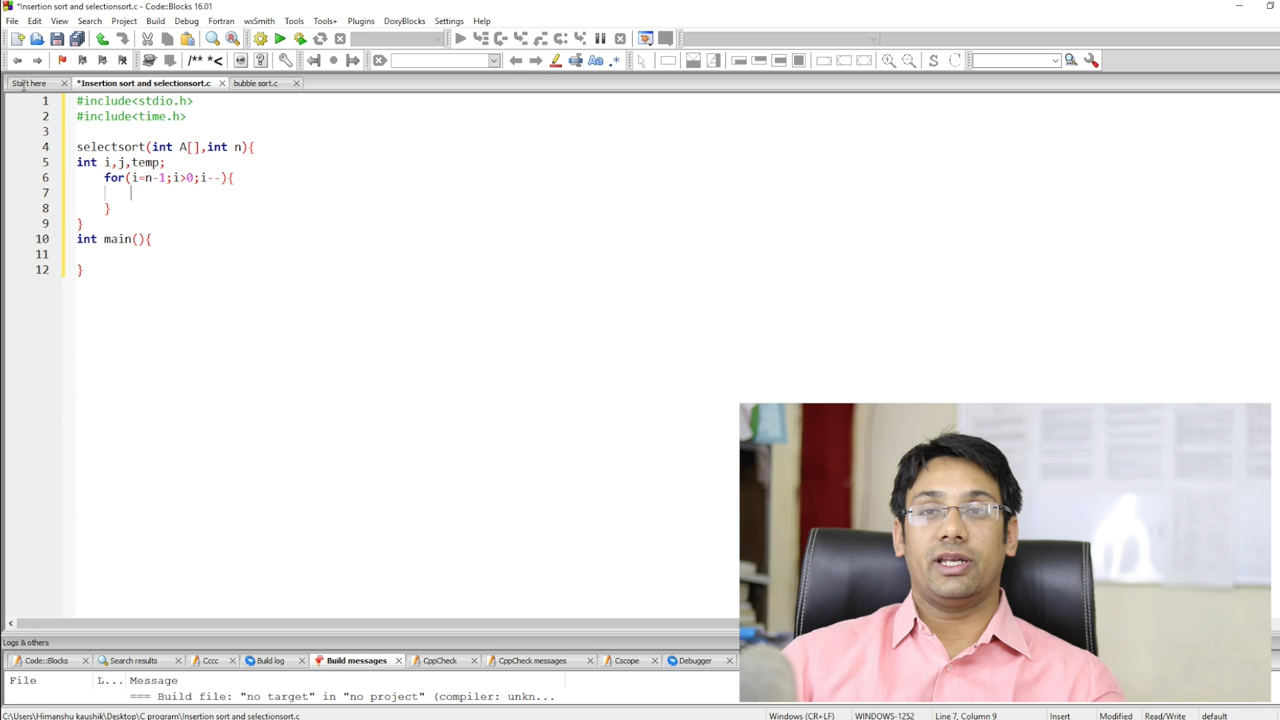 *Insertion sort and selectionsort.c - Code::Blocks 16.01
File Edit View Search Project Build Debug Fortran wxSmith Tools Tools+ Plugins DoxyBlocks Settings Help
/** *<
Start here *Insertion sort and selectionsort.c bubble sort.c
1 #include<stdio.h>
2 #include<time.h>
3
4 selectsort(int A[],int n){
5 int i,j,temp;
6 for(i=n-1;i>0;i--){
7
8 }
9 }
10 int main(){
11
12 }
Logs & others
Code::Blocks Search results Cccc Build log Build messages CppCheck CppCheck messages Cscope Debugger
File L... Message
=== Build file: "no target" in "no project" (compiler: unkn...
C:\Users\Himanshu kaushik\Desktop\C program\Insertion sort and selectionsort.c Windows (CR+LF) WINDOWS-1252 Line 7, Column 9 Insert Modified Read/Write default